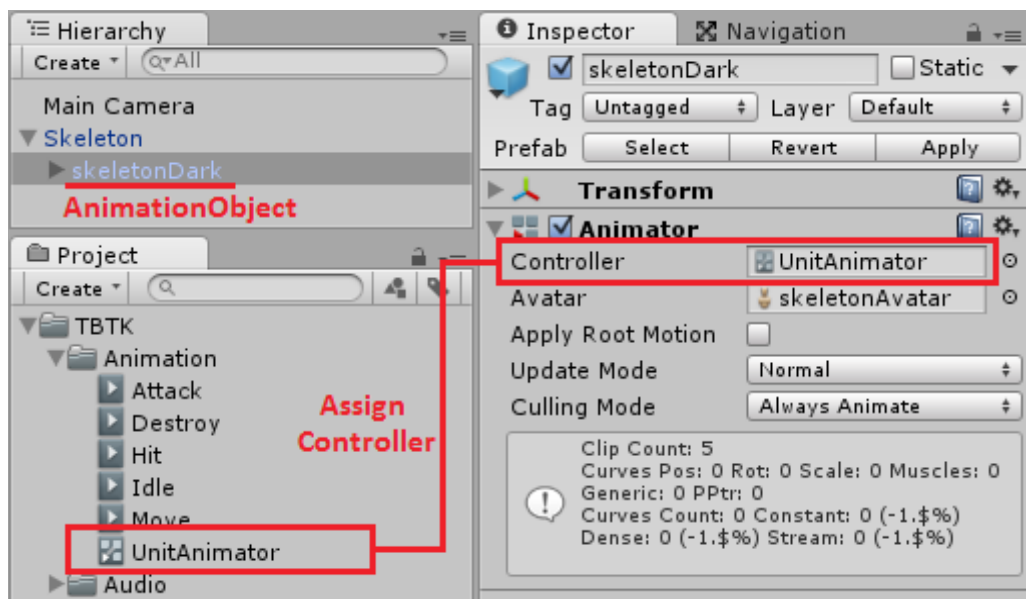 Hierarchy
Create All
Main Camera
Skeleton
skeletonDark
AnimationObject
Project
Create
TBTK
Animation
Attack
Destroy
Hit
Idle
Move
UnitAnimator
Audio
Assign
Controller
Inspector Navigation
skeletonDark Static
Tag Untagged Layer Default
Prefab Select Revert Apply
Transform
Animator
Controller UnitAnimator
Avatar skeletonAvatar
Apply Root Motion
Update Mode Normal
Culling Mode Always Animate
Clip Count: 5
Curves Pos: 0 Rot: 0 Scale: 0 Muscles: 0
Generic: 0 PPtr: 0
Curves Count: 0 Constant: 0 (-1.$%)
Dense: 0 (-1.$%) Stream: 0 (-1.$%)